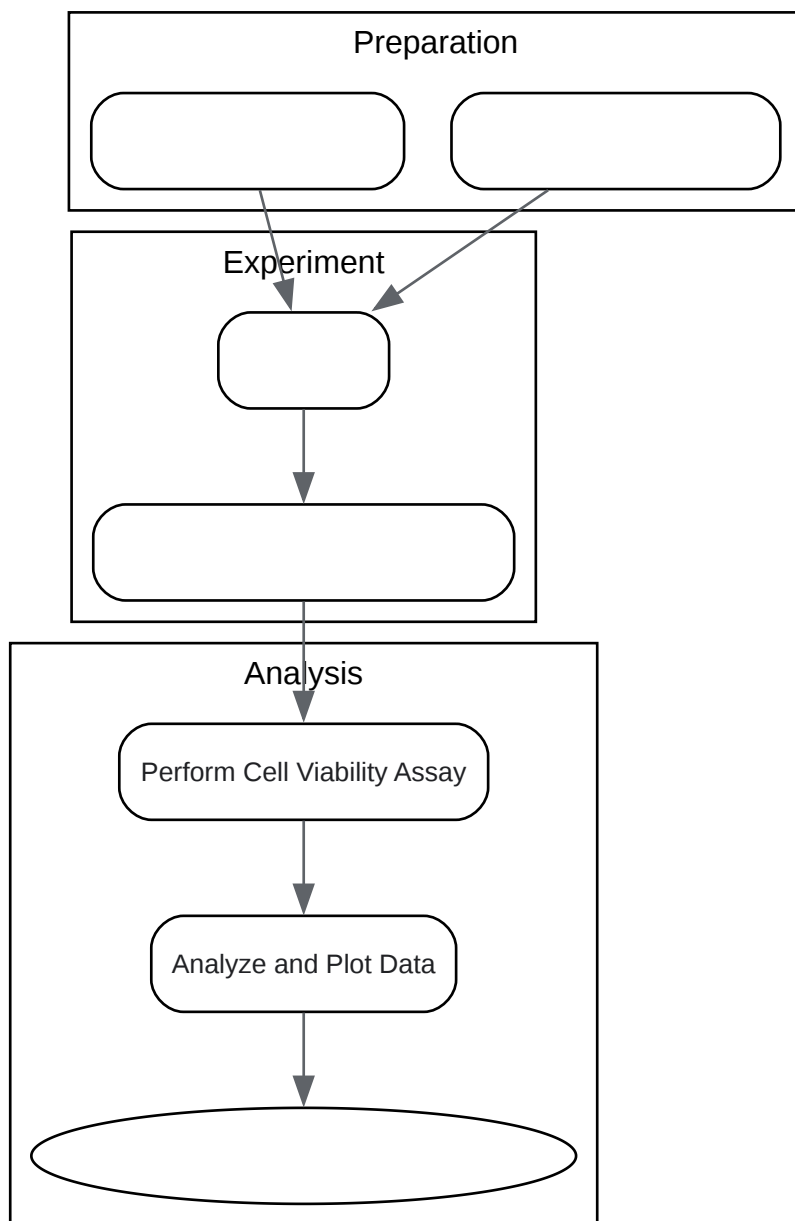 Preparation
Experiment
Analysis
Perform Cell Viability Assay
Analyze and Plot Data